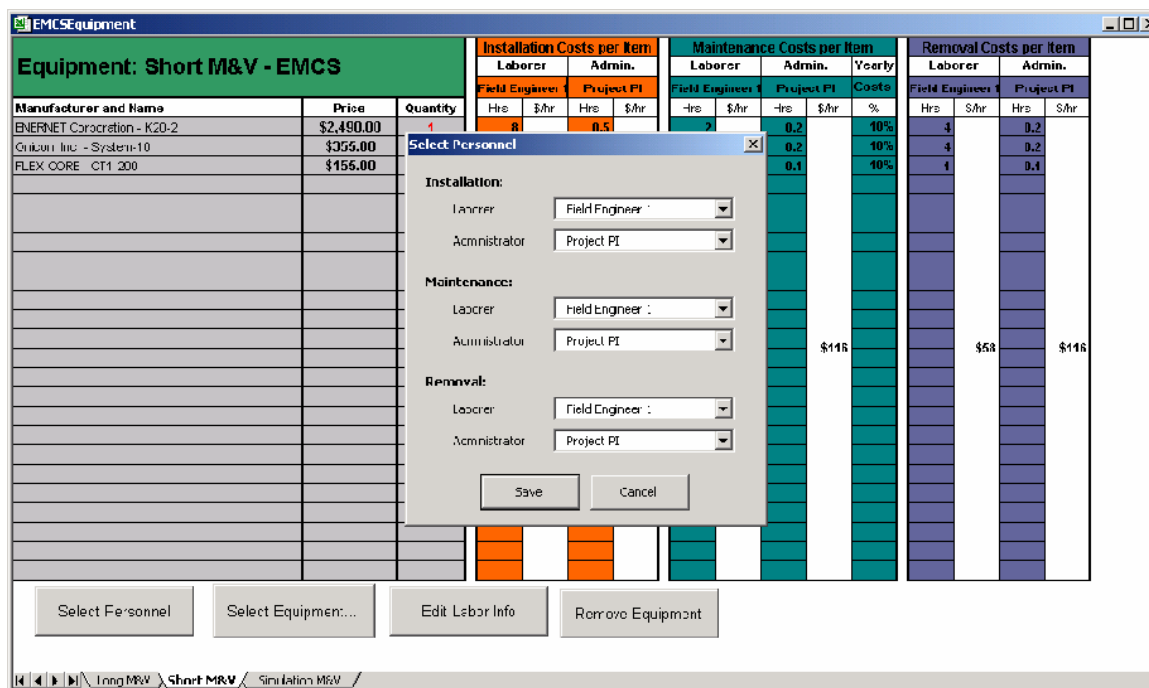 EMCSEquipment
Equipment: Short M&V - EMCS
Installation Costs per Item Maintenance Costs per Item Removal Costs per Item
Laborer Admin. Laborer Admin. Yearly Laborer Admin.
Field Engineer 1 Project PI Field Engineer 1 Project PI Costs Field Engineer 1 Project PI
Manufacturer and Name Price Quantity Hrs $/hr Hrs $/hr Hrs $/hr Hrs $/hr % Hrs $/hr Hrs $/hr
ENERNET Corporation - K20-2 $2,490.00 1 8 0.5 2 0.2 10% 4 0.2
Onicon Inc. - System-10 $355.00 0.2 10% 4 0.2
FLEX CORE CT1 200 $155.00 0.1 10% 1 0.1
$116 $58 $116
Select Personnel
Installation:
Laborer Field Engineer 1
Administrator Project PI
Maintenance:
Laborer Field Engineer 1
Administrator Project PI
Removal:
Laborer Field Engineer 1
Administrator Project PI
Save Cancel
Select Personnel Select Equipment... Edit Labor Info Remove Equipment
Long M&V Short M&V Simulation M&V